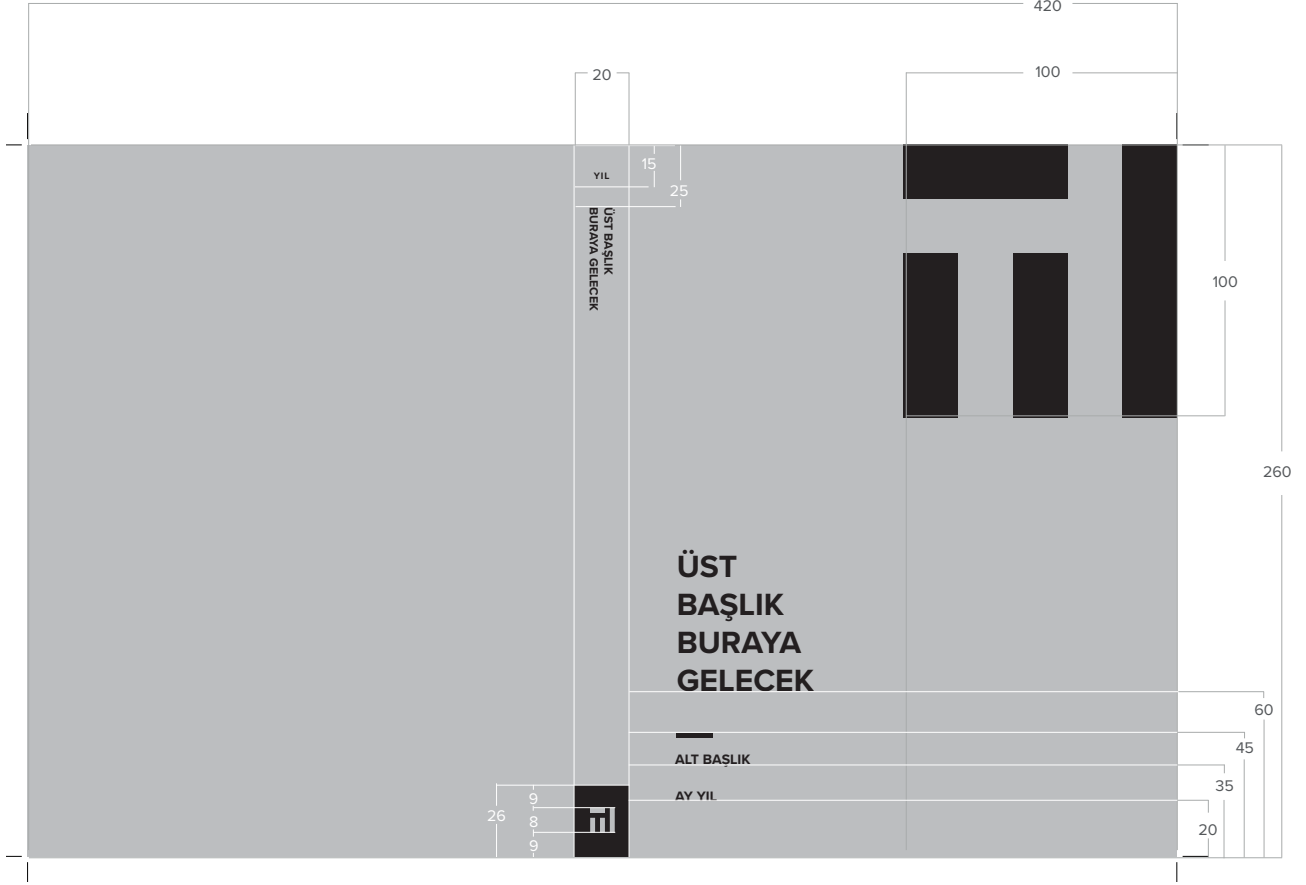 420
20
100
15
YIL
25
ÜST BAŞLIK
BURAYA GELECEK
100
260
ÜST
BAŞLIK
BURAYA
GELECEK
60
45
ALT BAŞLIK
35
AY YIL
9
26
8
20
9